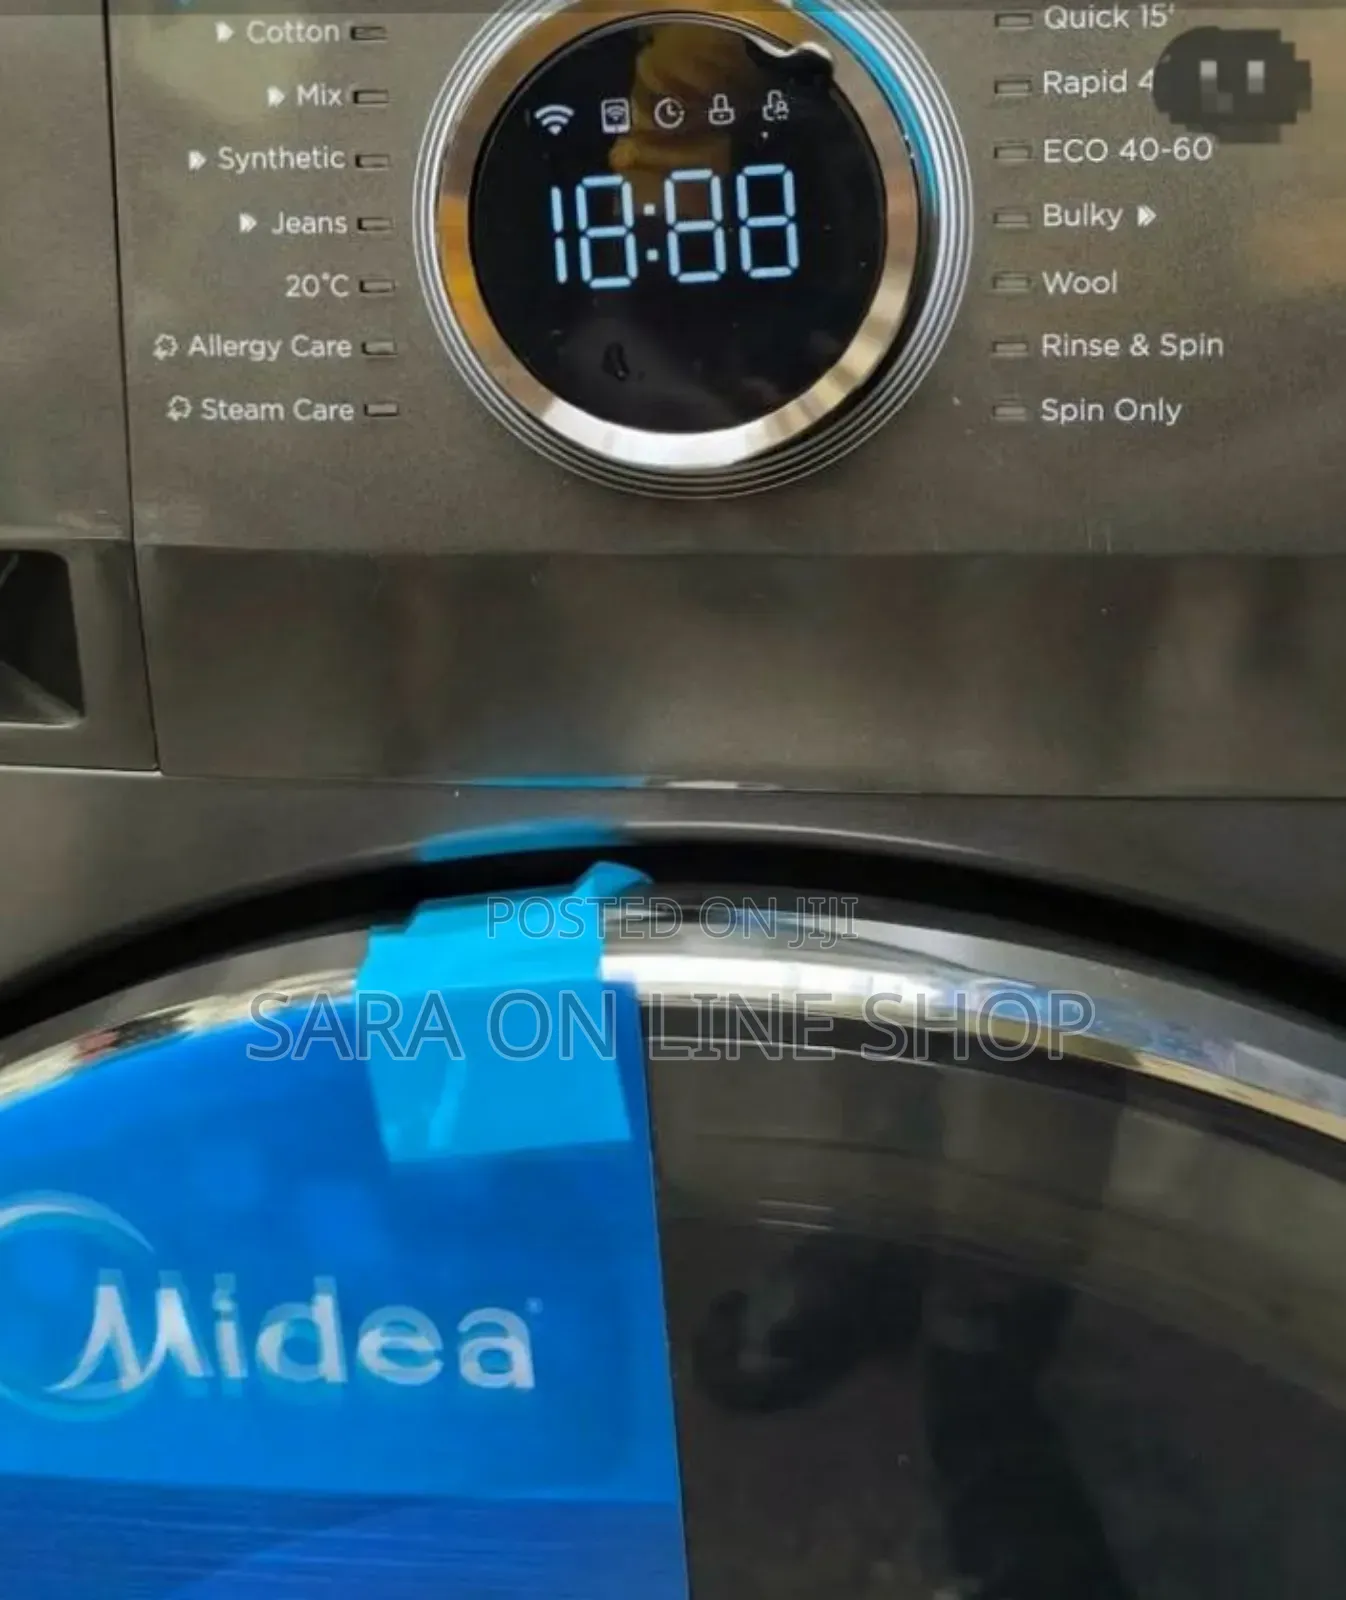 Cotton
Mix
Synthetic
Jeans
20°C
Allergy Care
Steam Care
18:88
Quick 15'
Rapid 4
ECO 40-60
Bulky
Wool
Rinse & Spin
Spin Only
POSTED ON JIJI
SARA ON LINE SHOP
Midea